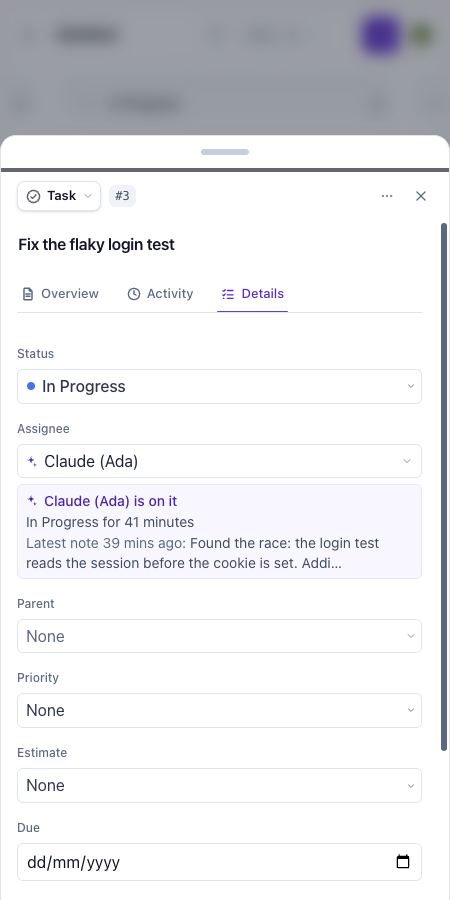 Task
#3
Fix the flaky login test
Overview
Activity
Details
Status
In Progress
Assignee
Claude (Ada)
Claude (Ada) is on it
In Progress for 41 minutes
Latest note 39 mins ago: Found the race: the login test
reads the session before the cookie is set. Addi…
Parent
None
Priority
None
Estimate
None
Due
dd/mm/yyyy